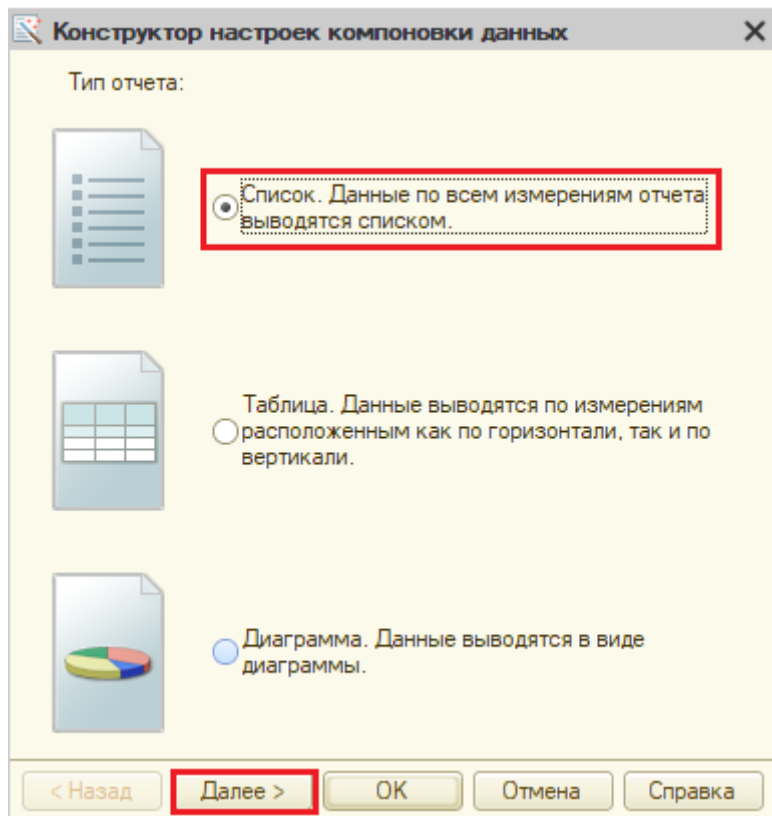 Конструктор настроек компоновки данных
Тип отчета:
Список. Данные по всем измерениям отчета
выводятся списком.
Таблица. Данные выводятся по измерениям
расположенным как по горизонтали, так и по
вертикали.
Диаграмма. Данные выводятся в виде
диаграммы.
< Назад Далее > ОК Отмена Справка